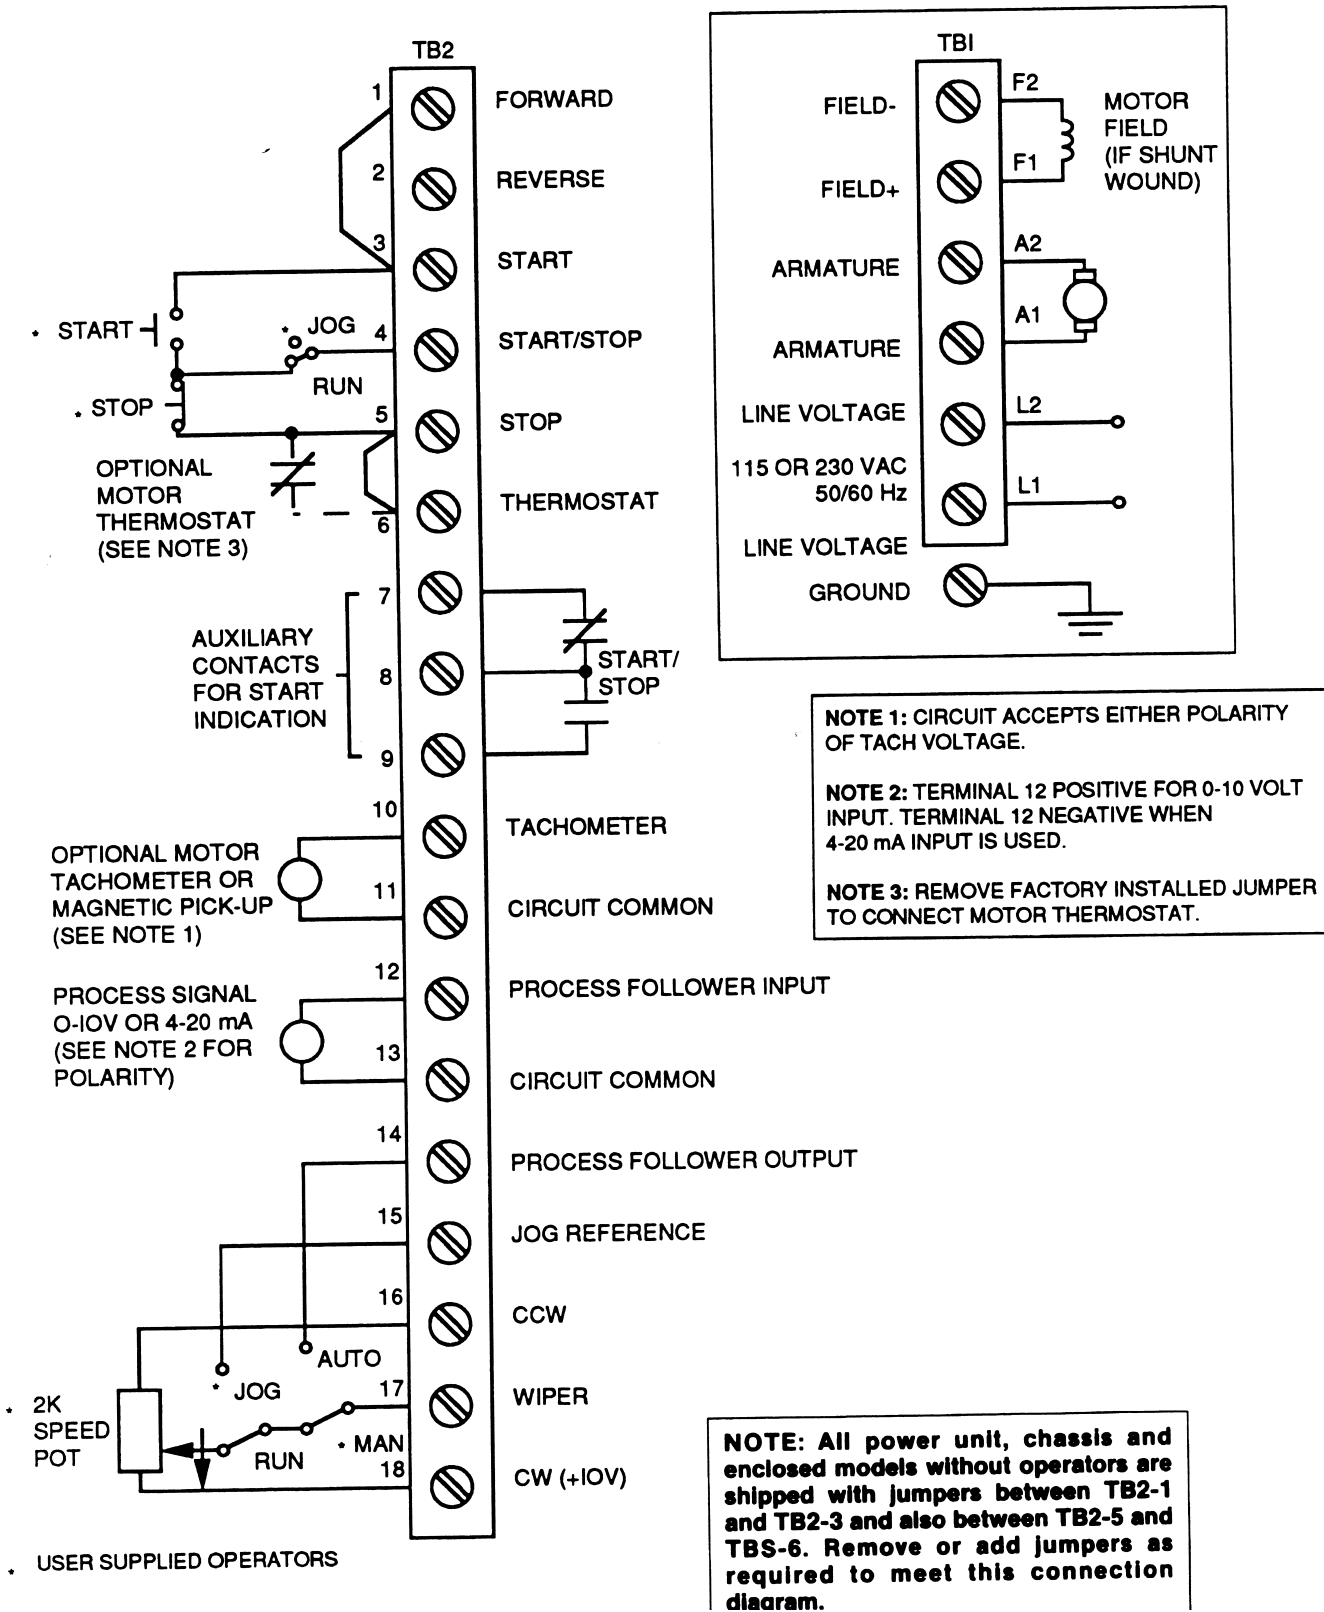 TB2
1
FORWARD
2
REVERSE
3
START
* START
* JOG
4
START/STOP
RUN
* STOP
5
STOP
OPTIONAL
MOTOR
THERMOSTAT
(SEE NOTE 3)
6
THERMOSTAT
7
AUXILIARY
CONTACTS
FOR START
INDICATION
8
START/
STOP
9
10
TACHOMETER
OPTIONAL MOTOR
TACHOMETER OR
MAGNETIC PICK-UP
(SEE NOTE 1)
11
CIRCUIT COMMON
12
PROCESS FOLLOWER INPUT
PROCESS SIGNAL
O-IOV OR 4-20 mA
(SEE NOTE 2 FOR
POLARITY)
13
CIRCUIT COMMON
14
PROCESS FOLLOWER OUTPUT
15
JOG REFERENCE
16
CCW
AUTO
* JOG
17
WIPER
* 2K
SPEED
POT
RUN
* MAN
18
CW (+IOV)
* USER SUPPLIED OPERATORS
TBI
FIELD-
F2
MOTOR
FIELD
(IF SHUNT
WOUND)
FIELD+
F1
ARMATURE
A2
ARMATURE
A1
LINE VOLTAGE
L2
115 OR 230 VAC
50/60 Hz
L1
LINE VOLTAGE
GROUND
NOTE 1: CIRCUIT ACCEPTS EITHER POLARITY
OF TACH VOLTAGE.
NOTE 2: TERMINAL 12 POSITIVE FOR 0-10 VOLT
INPUT. TERMINAL 12 NEGATIVE WHEN
4-20 mA INPUT IS USED.
NOTE 3: REMOVE FACTORY INSTALLED JUMPER
TO CONNECT MOTOR THERMOSTAT.
NOTE: All power unit, chassis and
enclosed models without operators are
shipped with jumpers between TB2-1
and TB2-3 and also between TB2-5 and
TBS-6. Remove or add jumpers as
required to meet this connection
diagram.